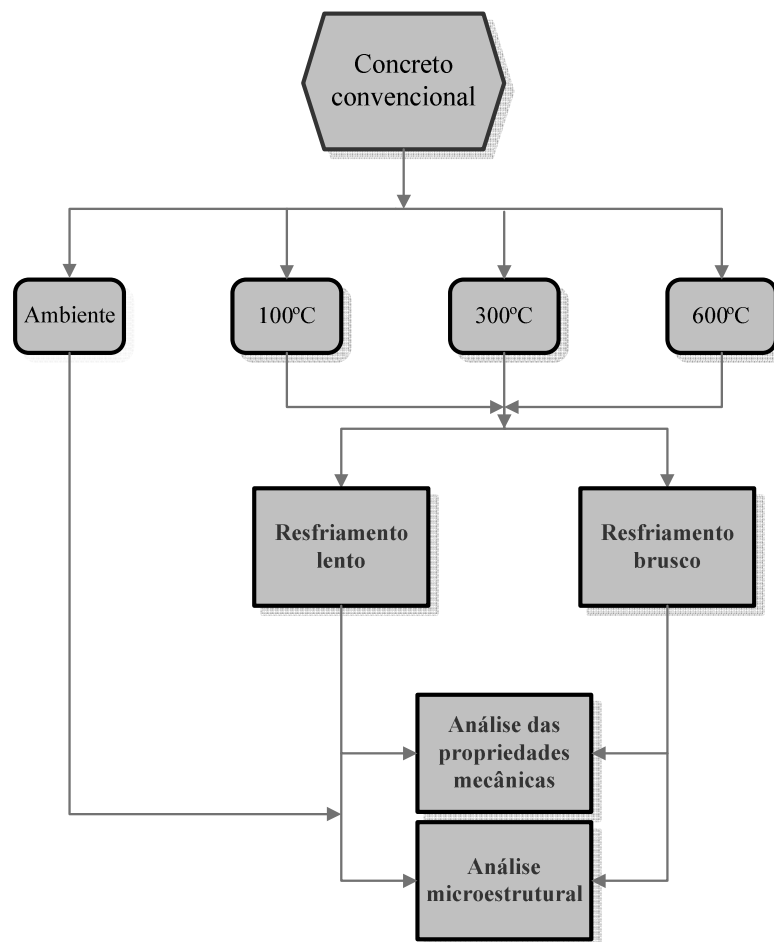 Concreto
convencional
Ambiente
100ºC
300ºC
600ºC
Resfriamento
lento
Resfriamento
brusco
Análise das
propriedades
mecânicas
Análise
microestrutural